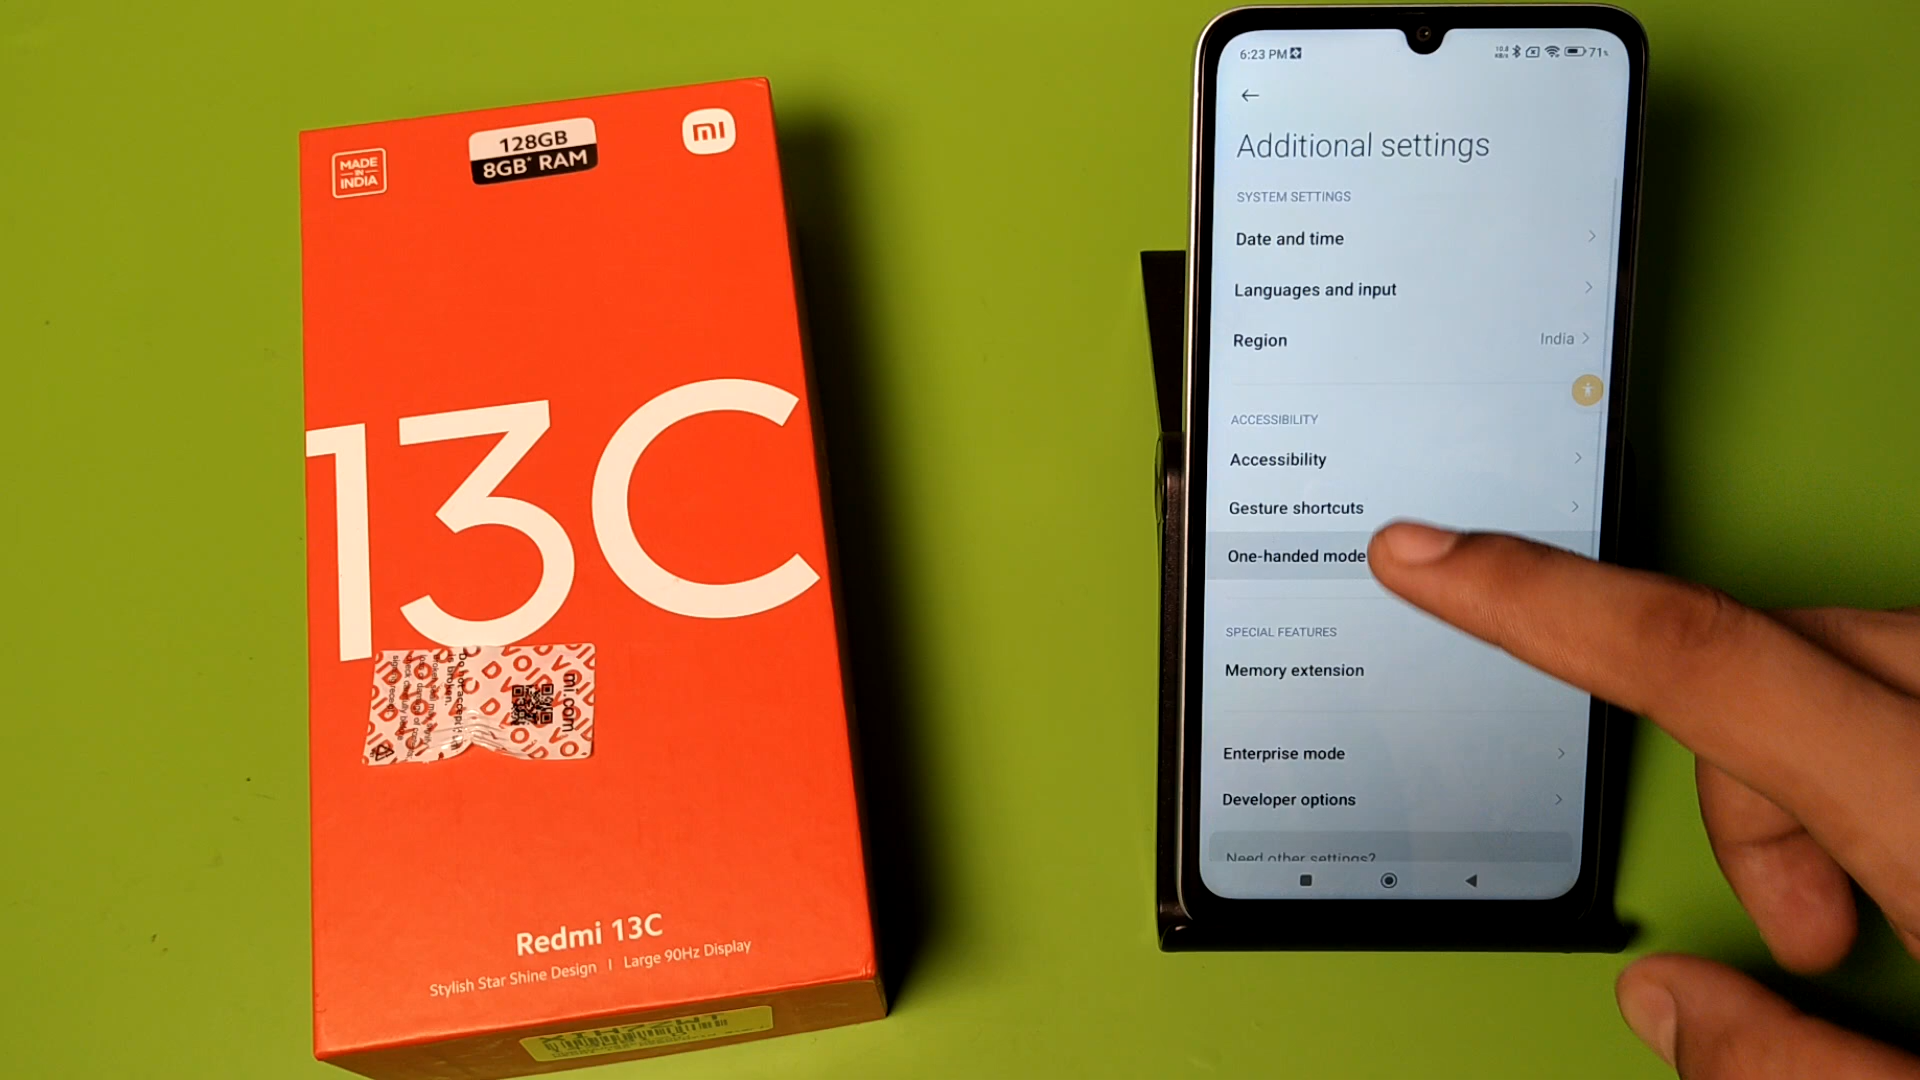 MADE
IN
INDIA
128GB
8GB* RAM
mi
13C
VOID
mi.com
Redmi 13C
Stylish Star Shine Design | Large 90Hz Display
6:23 PM
71
Additional settings
SYSTEM SETTINGS
Date and time
Languages and input
Region
India
ACCESSIBILITY
Accessibility
Gesture shortcuts
One-handed mode
SPECIAL FEATURES
Memory extension
Enterprise mode
Developer options
Need other settings?